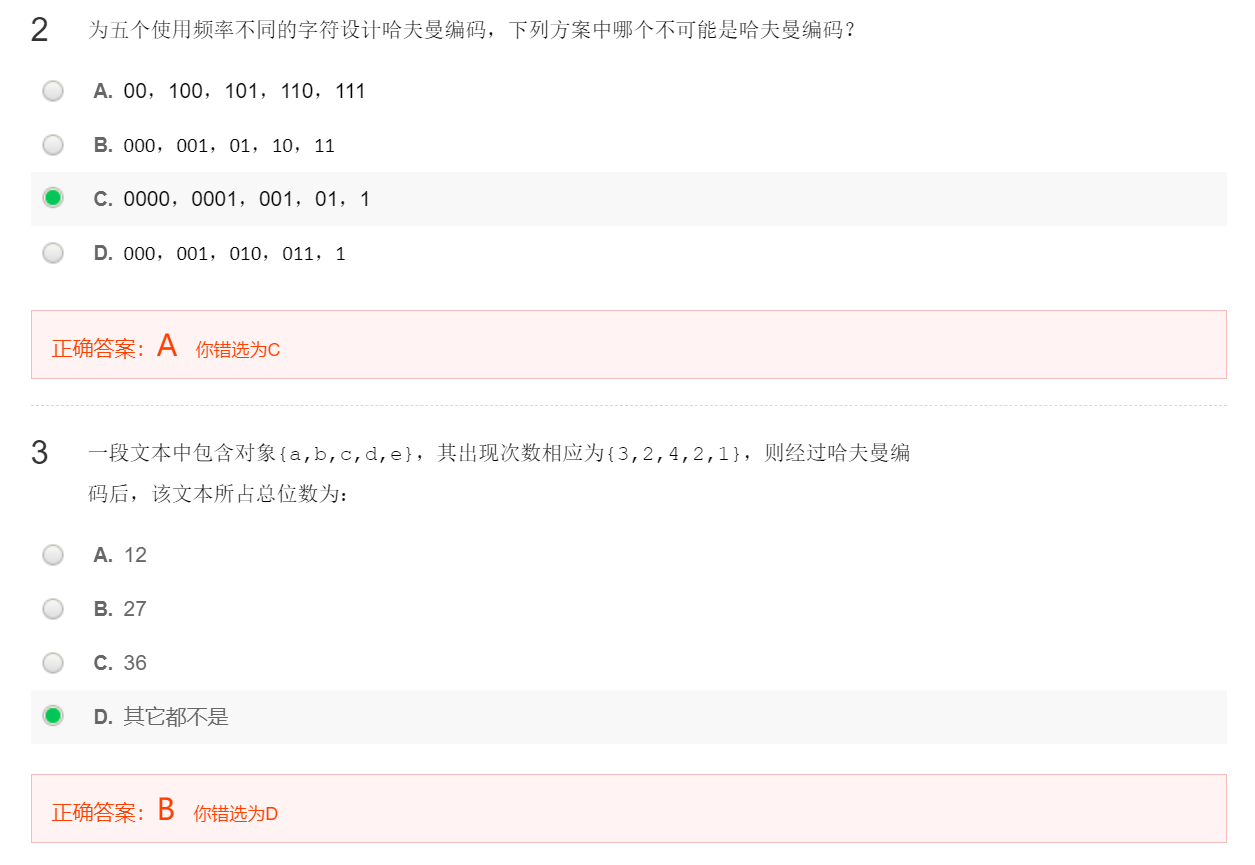 2 为五个使用频率不同的字符设计哈夫曼编码，下列方案中哪个不可能是哈夫曼编码？
A. 00，100，101，110，111
B. 000，001，01，10，11
C. 0000，0001，001，01，1
D. 000，001，010，011，1
正确答案：A 你错选为C
3 一段文本中包含对象{a,b,c,d,e}，其出现次数相应为{3,2,4,2,1}，则经过哈夫曼编
码后，该文本所占总位数为：
A. 12
B. 27
C. 36
D. 其它都不是
正确答案：B 你错选为D